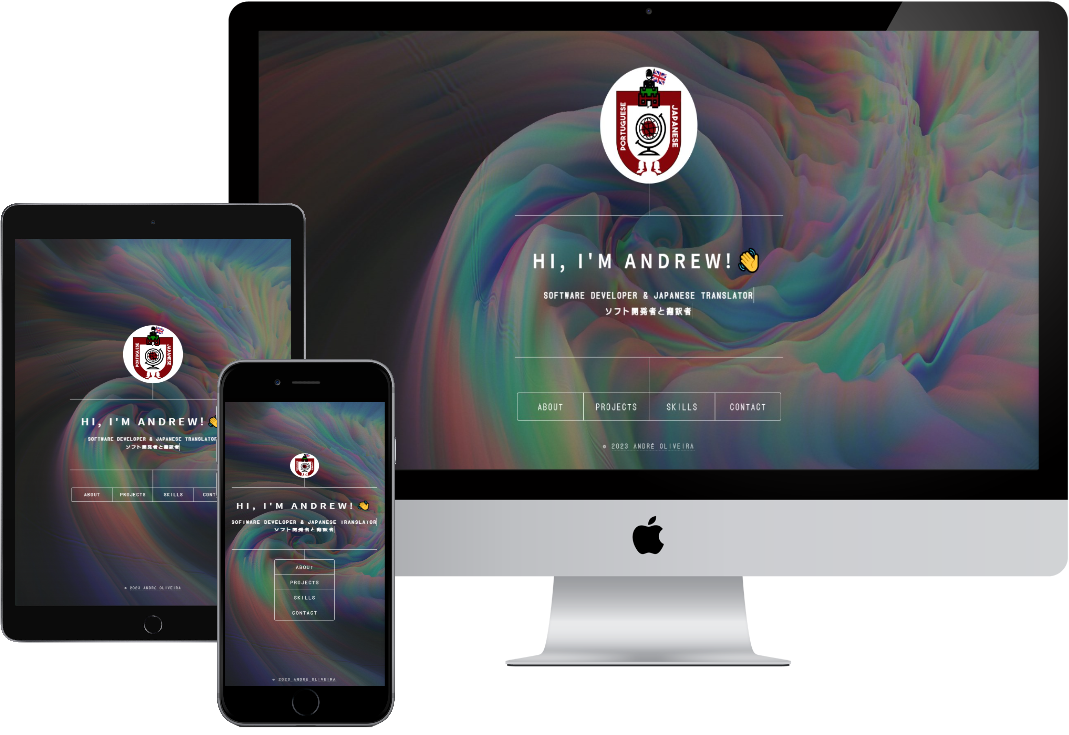 PORTUGUESE
JAPANESE
HI, I'M ANDREW! 👋
SOFTWARE DEVELOPER & JAPANESE TRANSLATOR
ソフト開発者と翻訳者
ABOUT
PROJECTS
SKILLS
CONTACT
© 2023 ANDRÉ OLIVEIRA
PORTUGUESE
JAPANESE
HI, I'M ANDREW! 👋
SOFTWARE DEVELOPER & JAPANESE TRANSLATOR
ソフト開発者と翻訳者
ABOUT
PROJECTS
SKILLS
CONT
© 2023 ANDRÉ OLIVEIRA
HI, I'M ANDREW! 👋
SOFTWARE DEVELOPER & JAPANESE TRANSLATOR
ソフト開発者と翻訳者
ABOUT
PROJECTS
SKILLS
CONTACT
© 2023 ANDRÉ OLIVEIRA